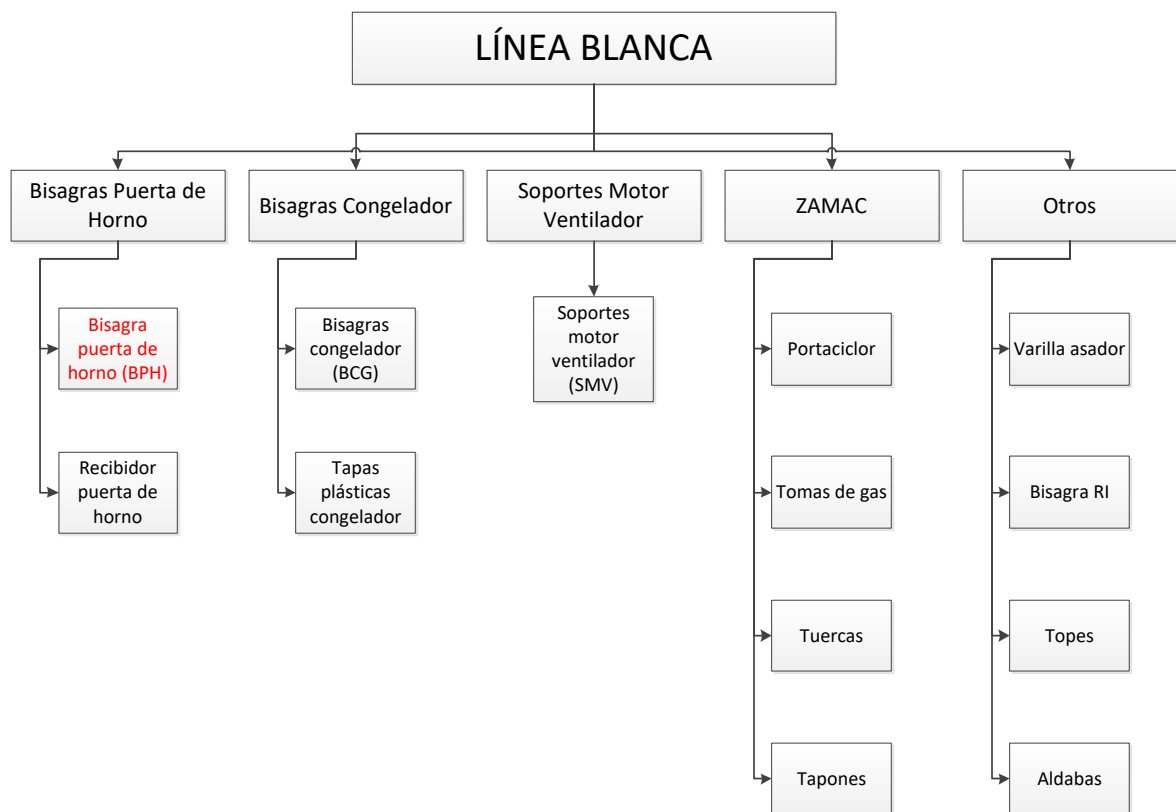 LÍNEA BLANCA
Bisagras Puerta de
Horno
Bisagras Congelador
Soportes Motor
Ventilador
ZAMAC
Otros
Bisagra
puerta de
horno (BPH)
Recibidor
puerta de
horno
Bisagras
congelador
(BCG)
Tapas
plásticas
congelador
Soportes
motor
ventilador
(SMV)
Portaciclor
Tomas de gas
Tuercas
Tapones
Varilla asador
Bisagra RI
Topes
Aldabas